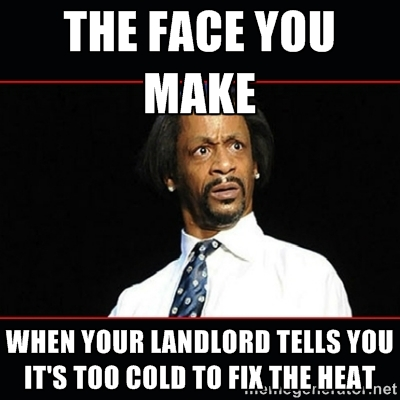 THE FACE YOU
MAKE
WHEN YOUR LANDLORD TELLS YOU
IT'S TOO COLD TO FIX THE HEAT
memegenerator.net